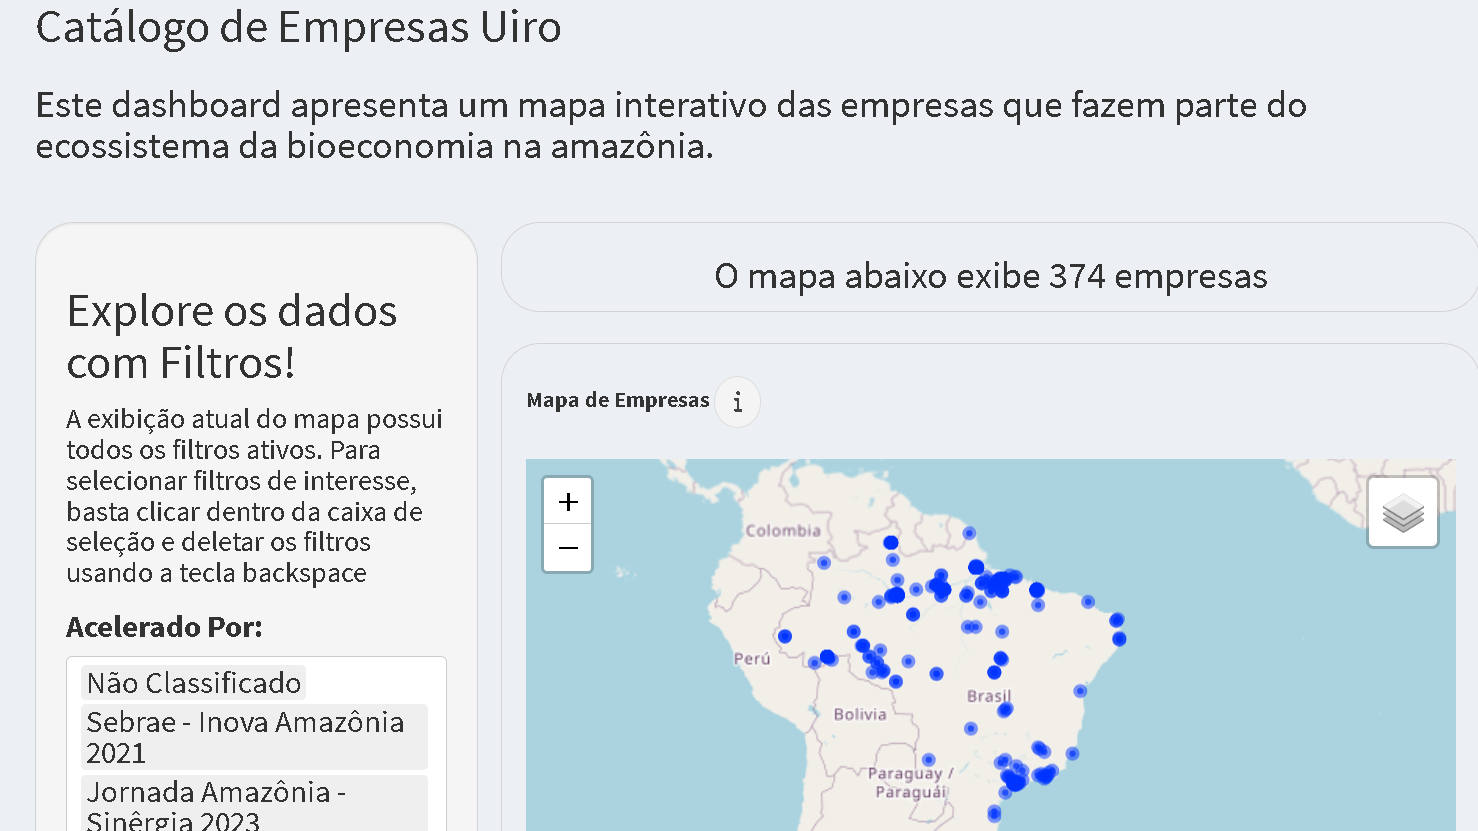 Catálogo de Empresas Uiro
Este dashboard apresenta um mapa interativo das empresas que fazem parte do
ecossistema da bioeconomia na amazônia.
Explore os dados
com Filtros!
A exibição atual do mapa possui
todos os filtros ativos. Para
selecionar filtros de interesse,
basta clicar dentro da caixa de
seleção e deletar os filtros
usando a tecla backspace
Acelerado Por:
Não Classificado
Sebrae - Inova Amazônia
2021
Jornada Amazônia -
Sinêrgia 2023
O mapa abaixo exibe 374 empresas
Mapa de Empresas i
+
−
Colombia
Perú
Brasil
Bolivia
Paraguay /
Paraguái